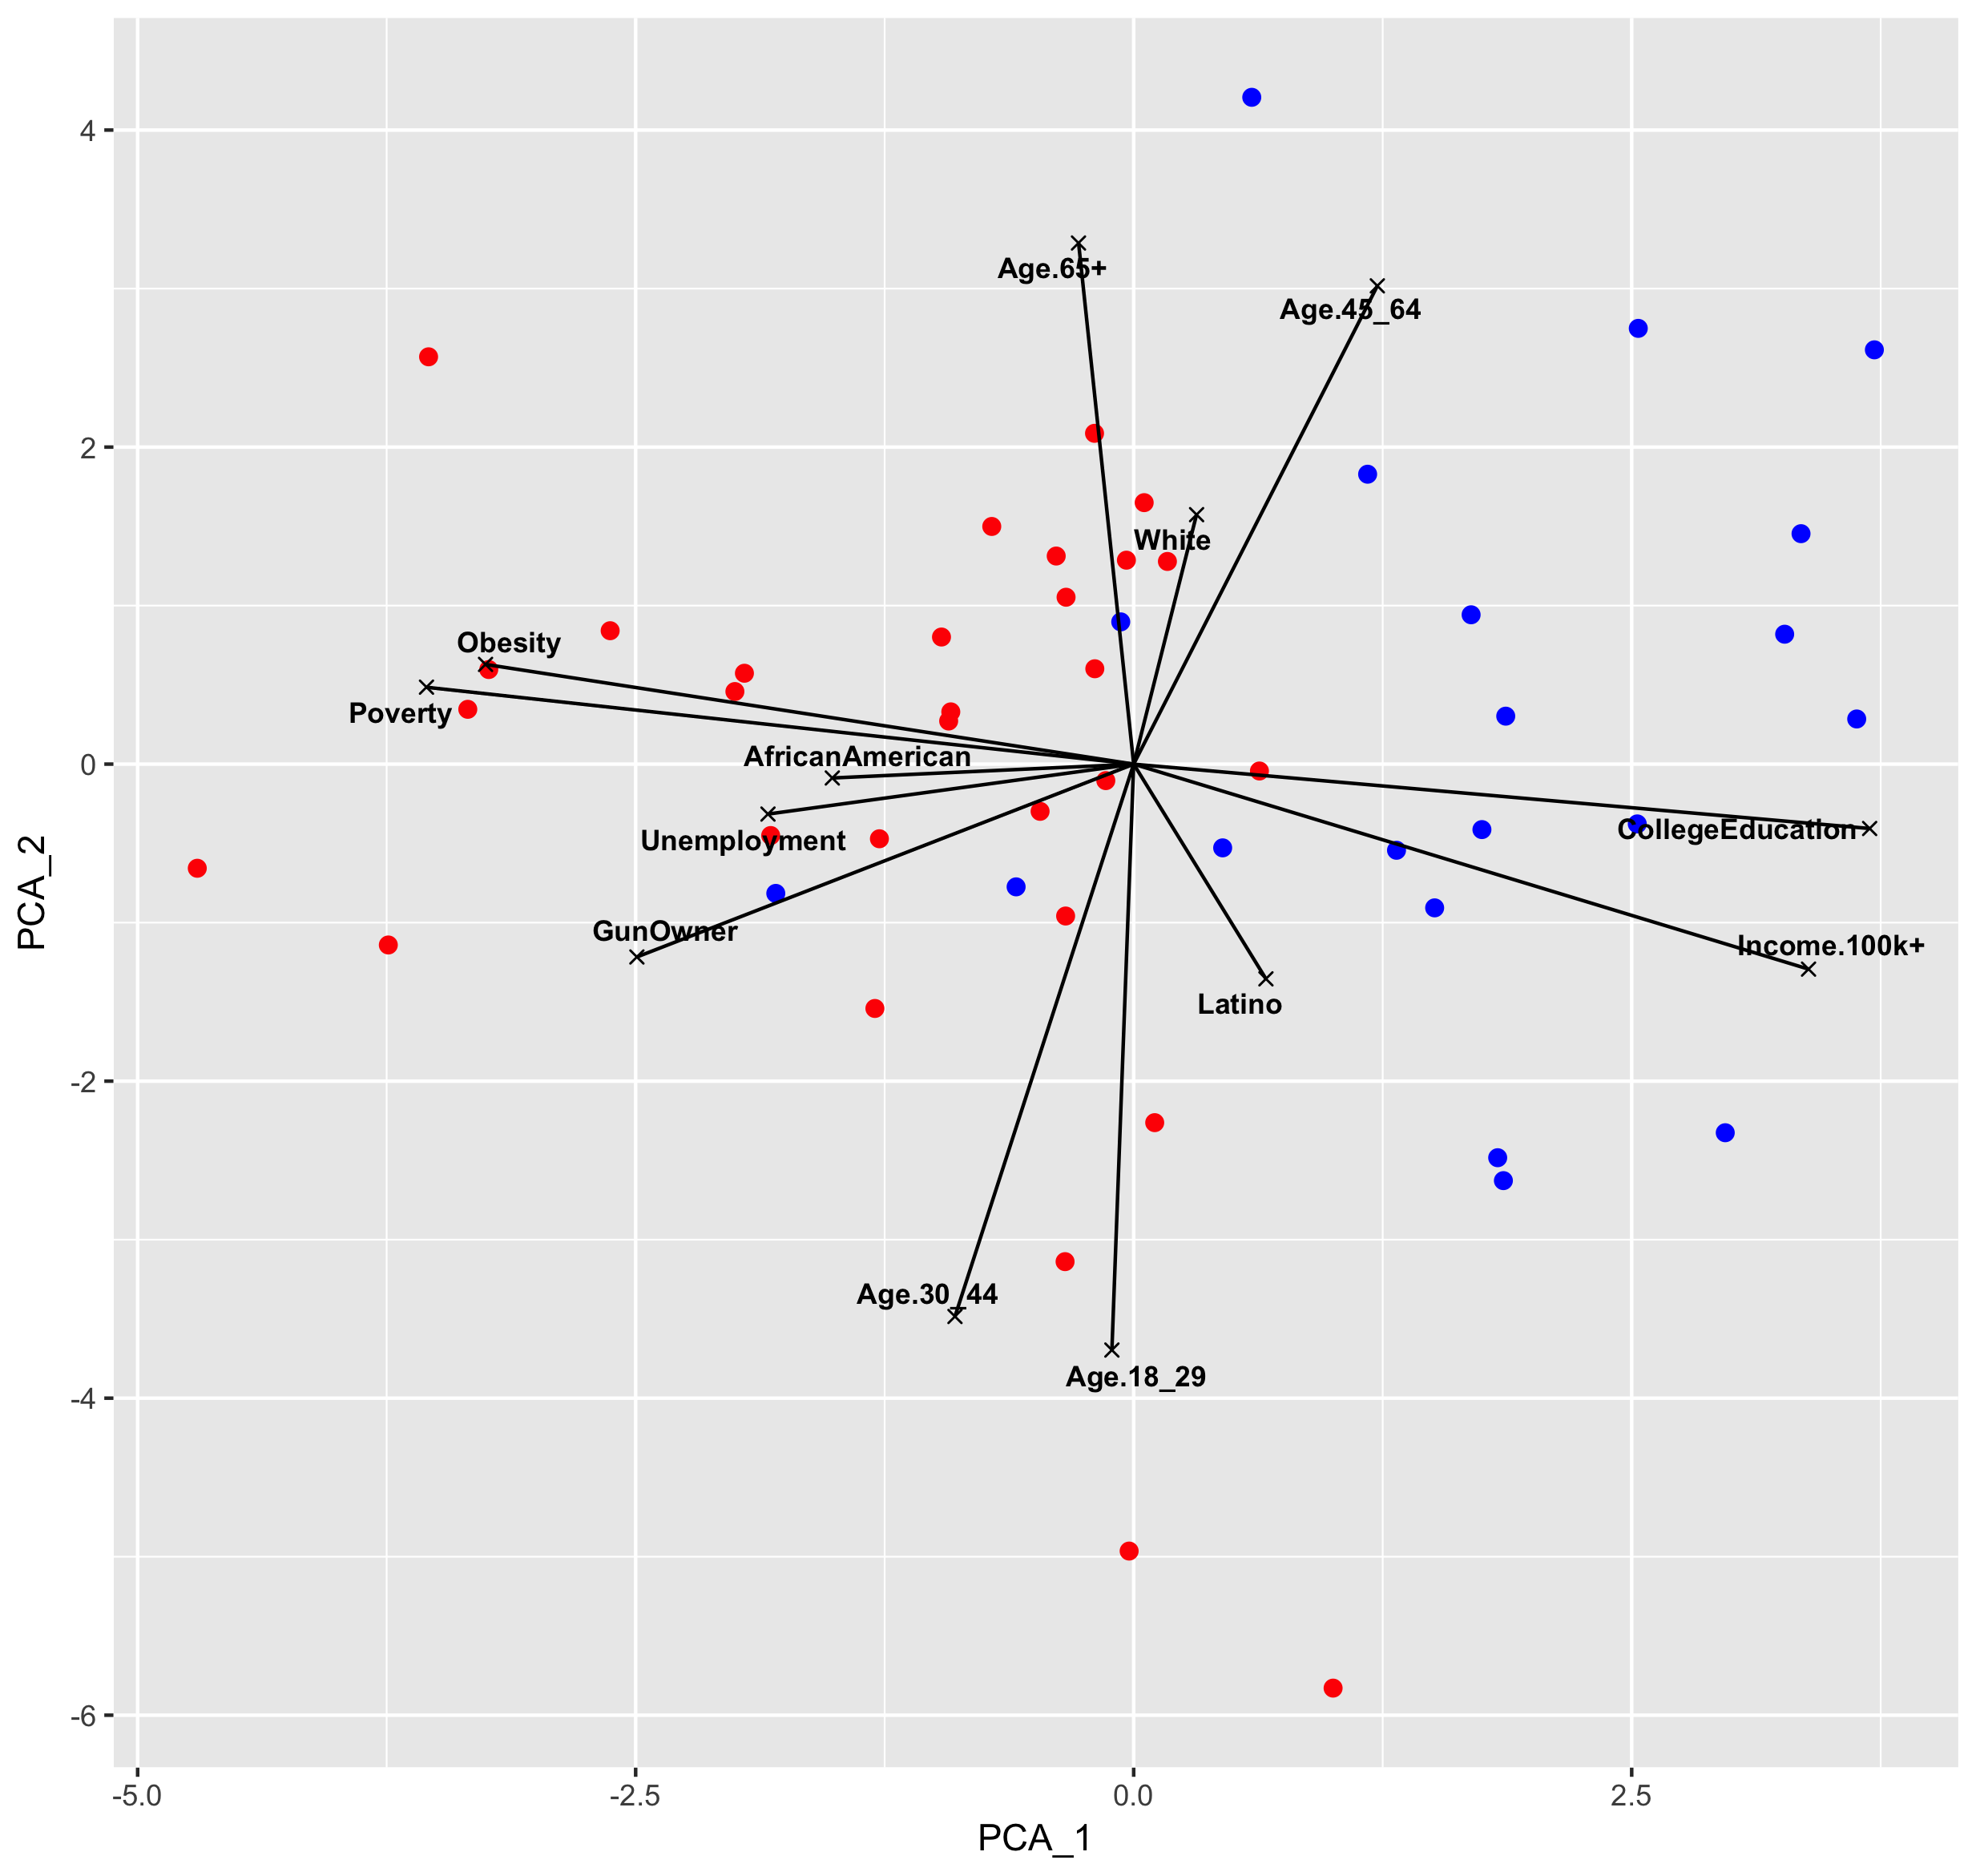 4
Age.65+
Age.45_64
2
White
Obesity
Poverty
0
AfricanAmerican
CollegeEducation
Unemployment
PCA_2
GunOwner
Income.100k+
Latino
-2
Age.30_44
Age.18_29
-4
-6
-5.0 -2.5 0.0 2.5
PCA_1